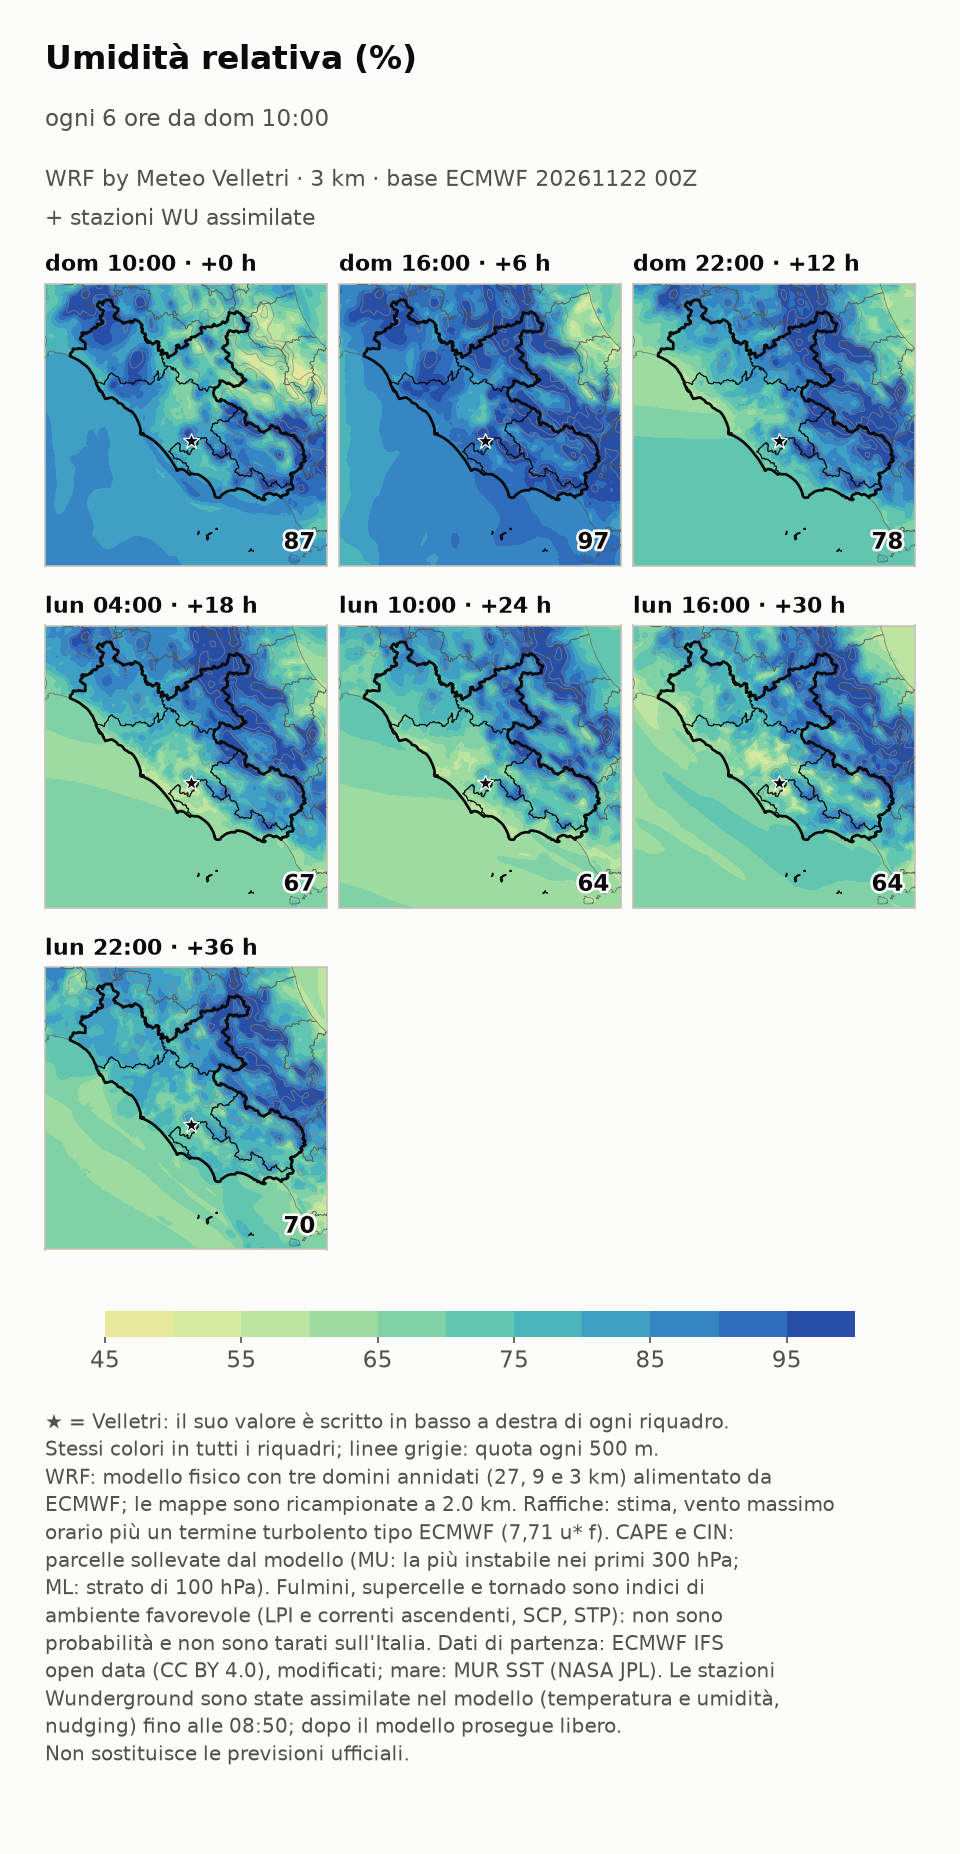 Umidità relativa (%)
ogni 6 ore da dom 10:00
WRF by Meteo Velletri · 3 km · base ECMWF 20261122 00Z
+ stazioni WU assimilate
dom 10:00 · +0 h
dom 16:00 · +6 h
dom 22:00 · +12 h
87
97
78
lun 04:00 · +18 h
lun 10:00 · +24 h
lun 16:00 · +30 h
67
64
64
lun 22:00 · +36 h
70
45 55 65 75 85 95
★ = Velletri: il suo valore è scritto in basso a destra di ogni riquadro.
Stessi colori in tutti i riquadri; linee grigie: quota ogni 500 m.
WRF: modello fisico con tre domini annidati (27, 9 e 3 km) alimentato da
ECMWF; le mappe sono ricampionate a 2.0 km. Raffiche: stima, vento massimo
orario più un termine turbolento tipo ECMWF (7,71 u* f). CAPE e CIN:
parcelle sollevate dal modello (MU: la più instabile nei primi 300 hPa;
ML: strato di 100 hPa). Fulmini, supercelle e tornado sono indici di
ambiente favorevole (LPI e correnti ascendenti, SCP, STP): non sono
probabilità e non sono tarati sull'Italia. Dati di partenza: ECMWF IFS
open data (CC BY 4.0), modificati; mare: MUR SST (NASA JPL). Le stazioni
Wunderground sono state assimilate nel modello (temperatura e umidità,
nudging) fino alle 08:50; dopo il modello prosegue libero.
Non sostituisce le previsioni ufficiali.